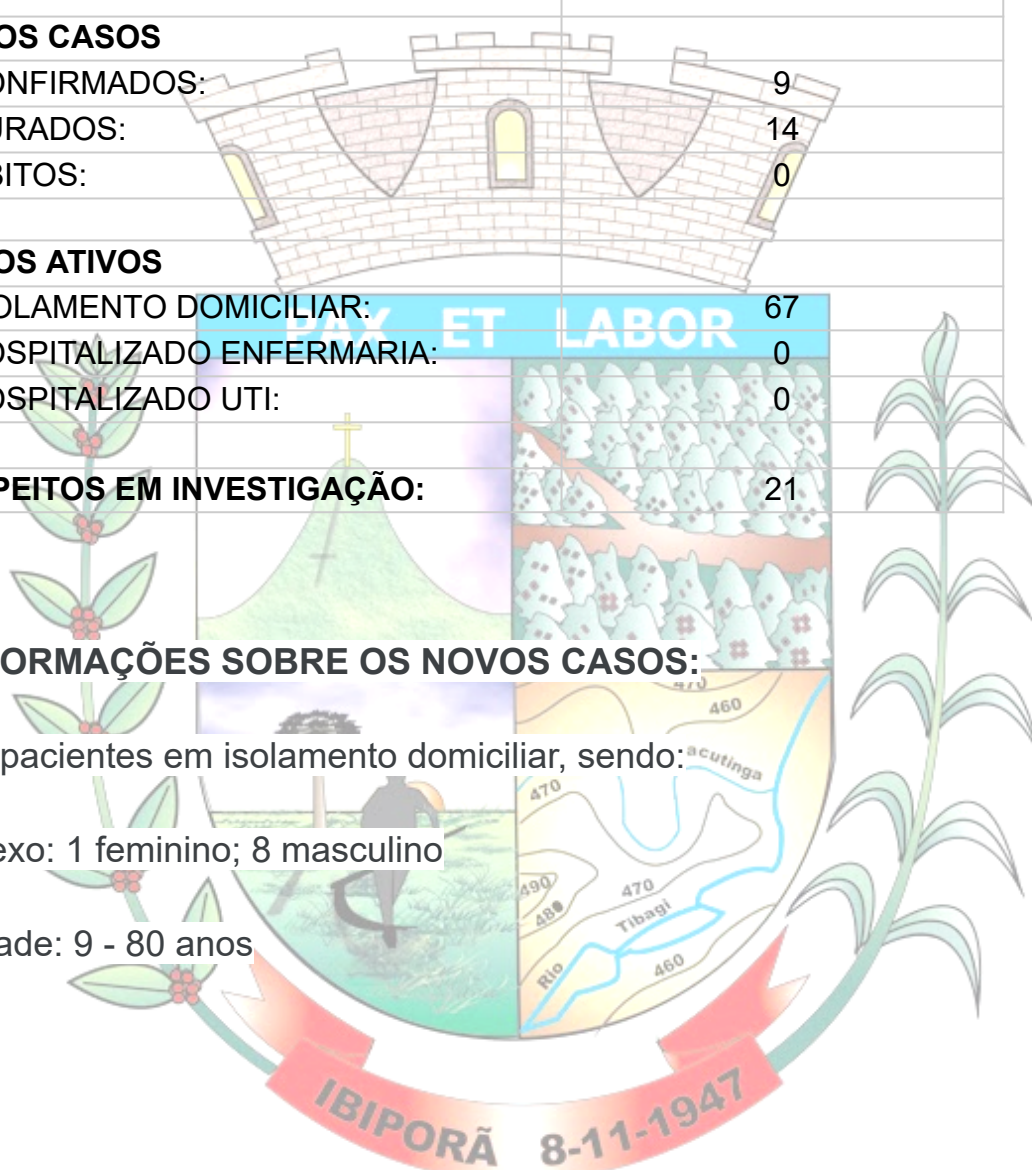 OS CASOS
ONFIRMADOS: 9
URADOS: 14
BITOS: 0
OS ATIVOS
OLAMENTO DOMICILIAR: 67
OSPITALIZADO ENFERMARIA: 0
OSPITALIZADO UTI: 0
PEITOS EM INVESTIGAÇÃO: 21
PAX ET LABOR
ORMAÇÕES SOBRE OS NOVOS CASOS:
pacientes em isolamento domiciliar, sendo:
exo: 1 feminino; 8 masculino
ade: 9 - 80 anos
470
460
acutinga
470
490
480
470
Tibagi
Rio
460
IBIPORÃ 8-11-1947